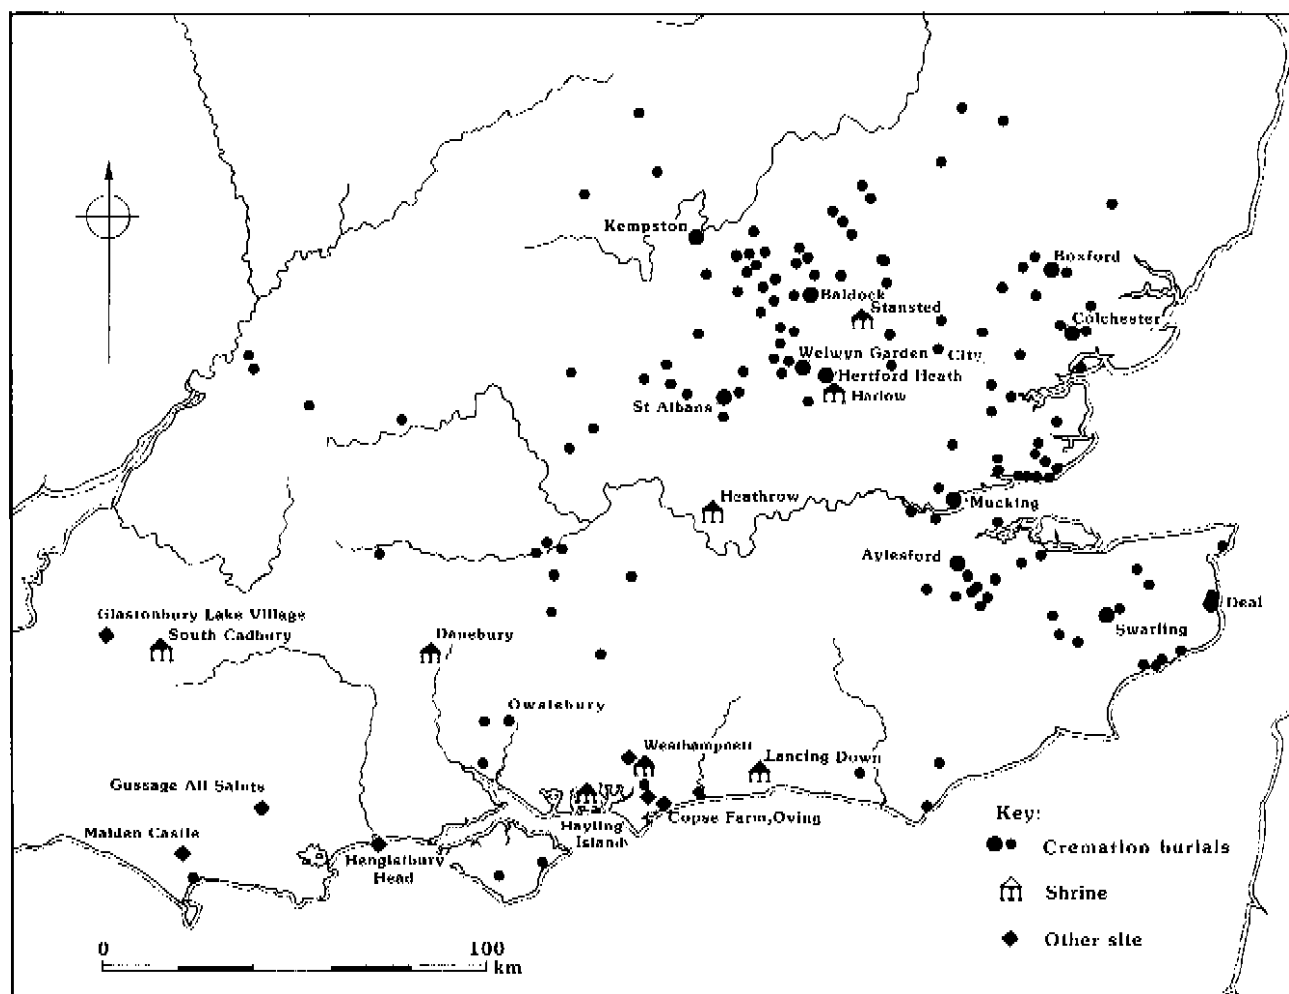 Kempston
Boxford
Baldock
Stansted
Colchester
Welwyn Garden City
Hertford Heath
Harlow
St Albans
Heathrow
Mucking
Aylesford
Deal
Swarling
Glastonbury Lake Village
South Cadbury
Danebury
Owslebury
Westhampnett
Lancing Down
Gussage All Saints
Copse Farm, Oving
Hayling
Island
Maiden Castle
Hengistbury
Head
Key:
Cremation burials
Shrine
Other site
0 100
km